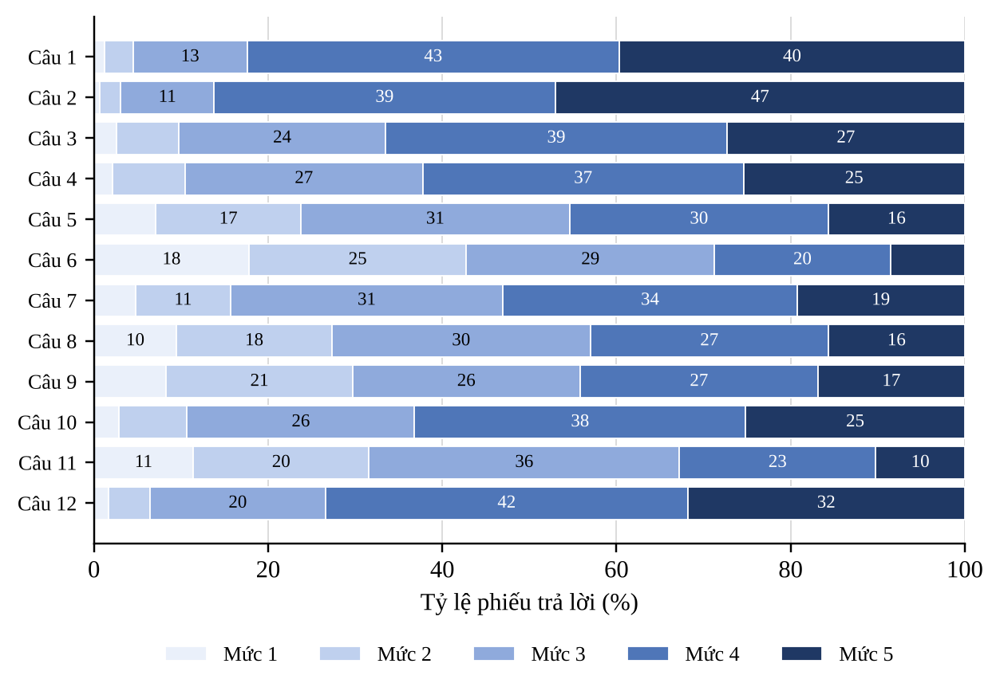 Câu 1 13 43 40
Câu 2 11 39 47
Câu 3 24 39 27
Câu 4 27 37 25
Câu 5 17 31 30 16
Câu 6 18 25 29 20
Câu 7 11 31 34 19
Câu 8 10 18 30 27 16
Câu 9 21 26 27 17
Câu 10 26 38 25
Câu 11 11 20 36 23 10
Câu 12 20 42 32
0 20 40 60 80 100
Tỷ lệ phiếu trả lời (%)
Mức 1 Mức 2 Mức 3 Mức 4 Mức 5